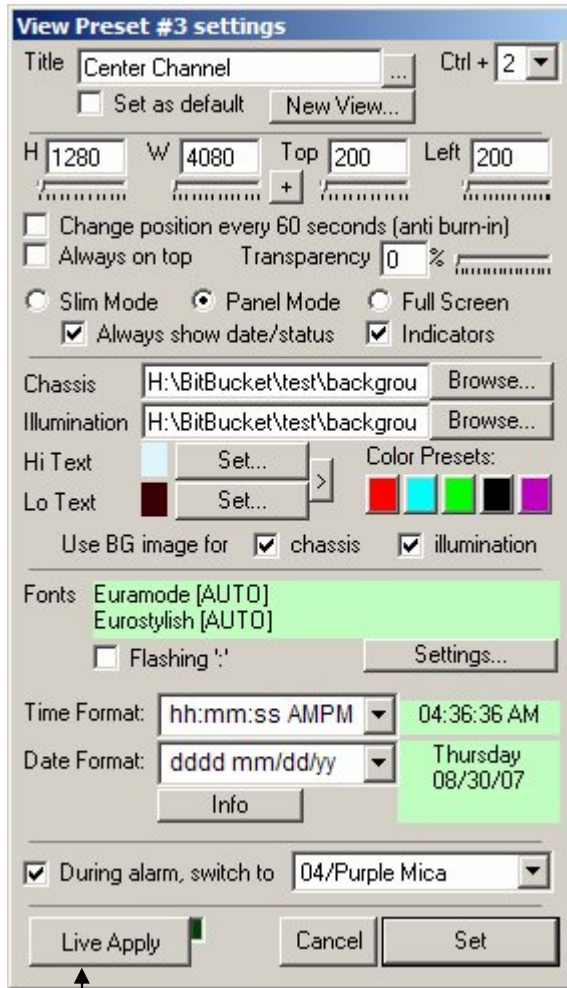 View Preset #3 settings
Title Center Channel ... Ctrl + 2
Set as default New View...
H 1280 W 4080 Top 200 Left 200
+
Change position every 60 seconds (anti burn-in)
Always on top Transparency 0 %
Slim Mode Panel Mode Full Screen
Always show date/status Indicators
Chassis H:\BitBucket\test\backgrou Browse...
Illumination H:\BitBucket\test\backgrou Browse...
Hi Text Set... > Color Presets:
Lo Text Set...
Use BG image for chassis illumination
Fonts Euramode [AUTO]
Eurostylish [AUTO]
Flashing ':' Settings...
Time Format: hh:mm:ss AMPM 04:36:36 AM
Date Format: dddd mm/dd/yy Thursday
08/30/07
Info
During alarm, switch to 04/Purple Mica
Live Apply Cancel Set